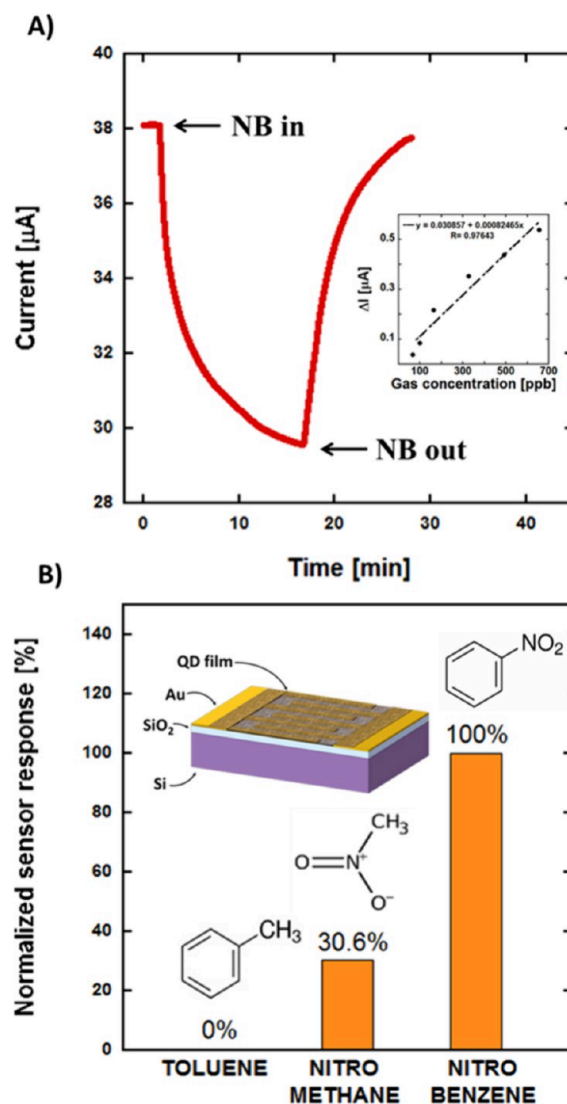 A)
40
38
36
34
32
30
28
Current [µA]
NB in
NB out
y = 0.030857 + 0.00082465x
R= 0.97643
0.5
0.3
0.1
ΔI [µA]
100 300 500 700
Gas concentration [ppb]
0 10 20 30 40
Time [min]
B)
140
120
100
80
60
40
20
0
Normalized sensor response [%]
QD film
Au
SiO2
Si
NO2
100%
CH3
O N+
O-
30.6%
CH3
0%
TOLUENE NITRO NITRO
METHANE BENZENE